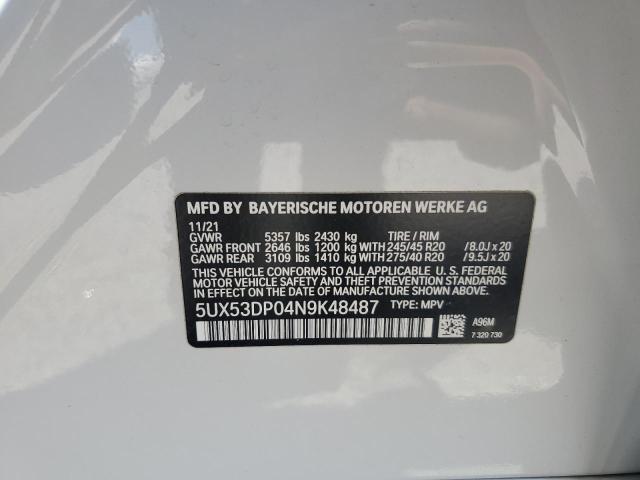 MFD BY BAYERISCHE MOTOREN WERKE AG
11/21
GVWR 5357 lbs 2430 kg TIRE / RIM
GAWR FRONT 2646 lbs 1200 kg WITH 245/45 R20 /8.0J x 20
GAWR REAR 3109 lbs 1410 kg WITH 275/40 R20 /9.5J x 20
THIS VEHICLE CONFORMS TO ALL APPLICABLE U. S. FEDERAL
MOTOR VEHICLE SAFETY, BUMPER, AND THEFT PREVENTION
STANDARDS IN EFFECT ON THE DATE OF MANUFACTURE SHOWN ABOVE.
5UX53DP04N9K48487 TYPE: MPV
A96M
7 320 730